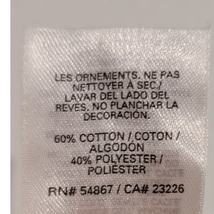 LES ORNEMENTS. NE PAS
NETTOYER À SEC./
LAVAR DEL LADO DEL
REVES. NO PLANCHAR LA
DECORACIÓN.
60% COTTON / COTON /
ALGODÓN
40% POLYESTER /
POLIÉSTER
RN# 54867 / CA# 23226